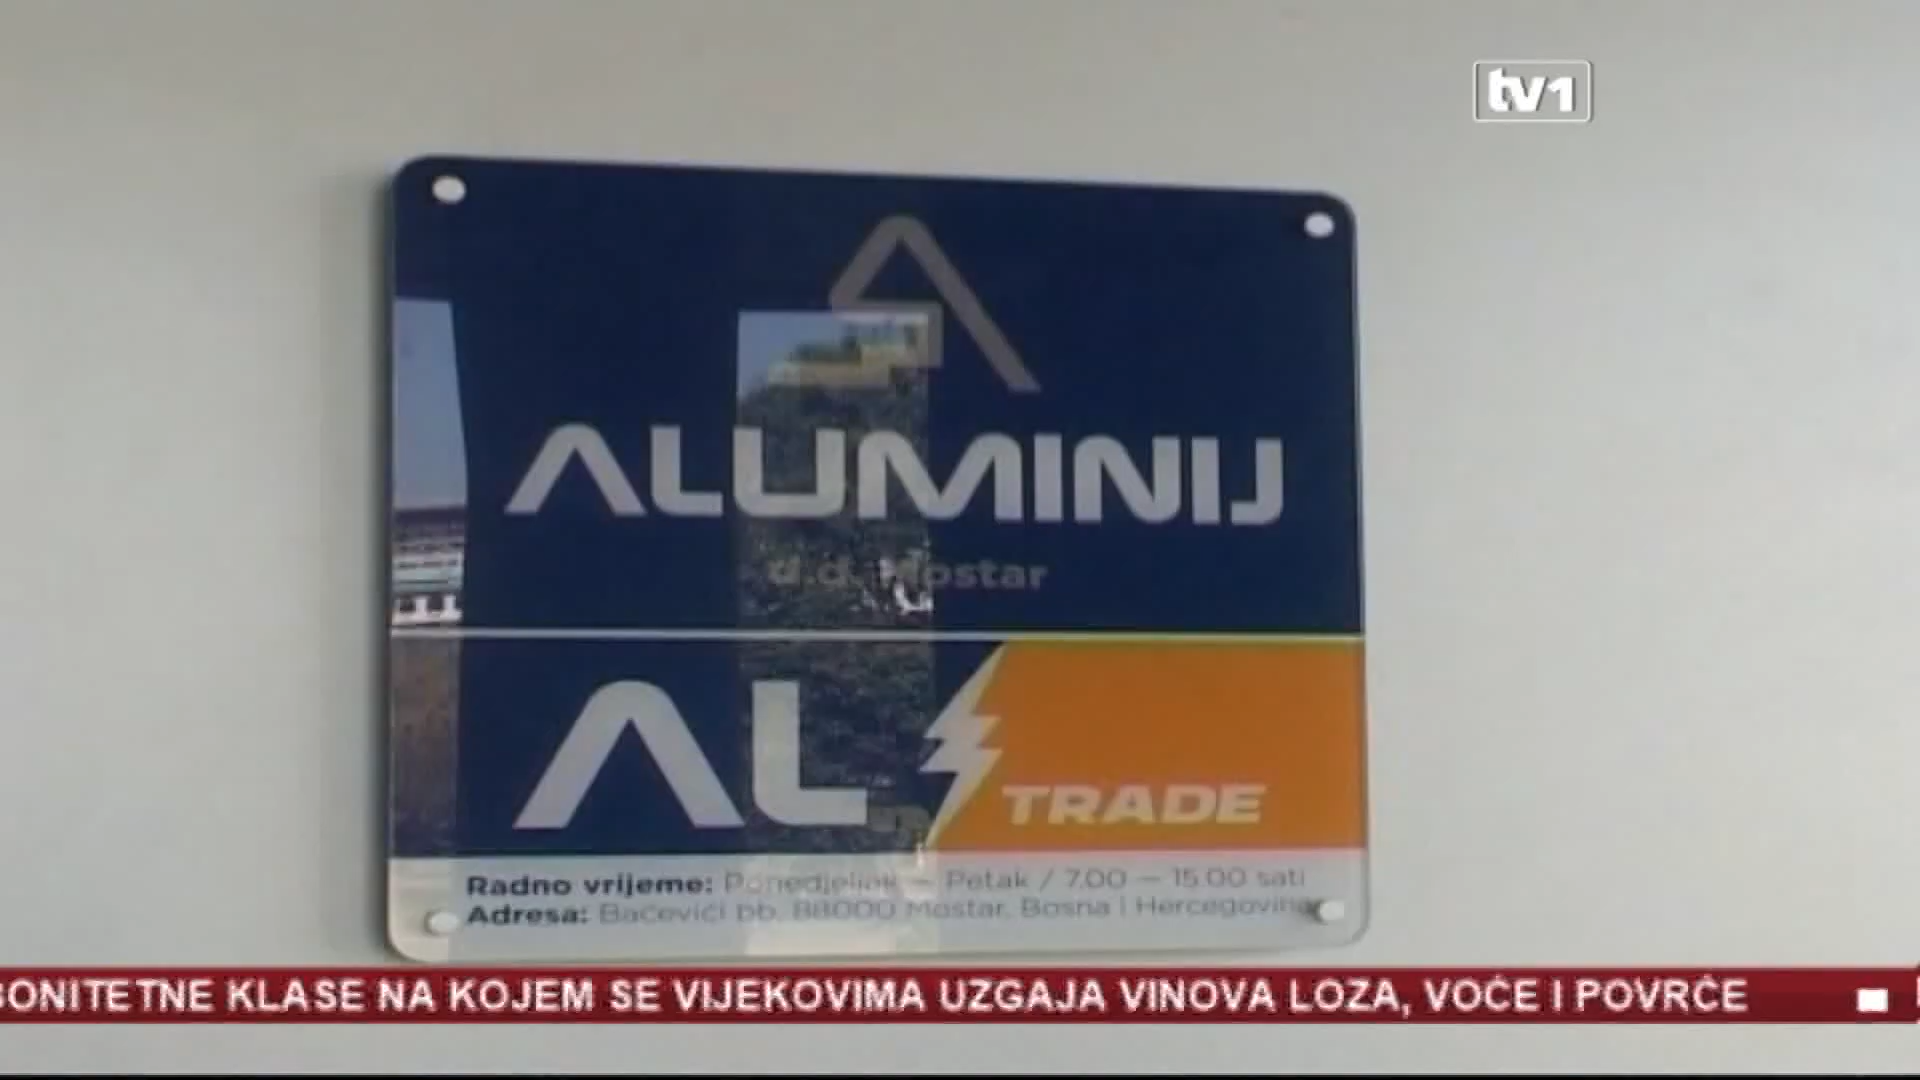 tv1
ALUMINIJ
d.d. Mostar
AL TRADE
Radno vrijeme: Ponedjeljak — Petak / 7.00 — 15.00 sati
Adresa: Baćevići bb, 88000 Mostar, Bosna i Hercegovina
BONITETNE KLASE NA KOJEM SE VIJEKOVIMA UZGAJA VINOVA LOZA, VOĆE I POVRĆE